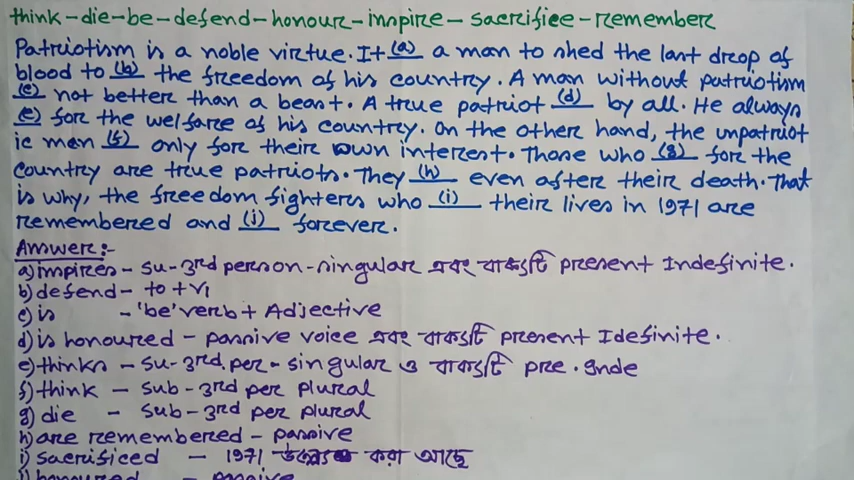 think-die-be-defend-honour-inspire-sacrifice-remember
Patriotism is a noble virtue. It (a) a man to shed the last drop of
blood to (b) the freedom of his country. A man without patriotism
(c) not better than a beast. A true patriot (d) by all. He always
(e) for the welfare of his country. On the other hand, the unpatriot
ic men (f) only for their own interest. Those who (g) for the
country are true patriots. They (h) even after their death. That
is why, the freedom fighters who (i) their lives in 1971 are
remembered and (j) forever.
Answer:-
a) inspires - su-3rd person-singular এবং বাক্যটি present Indefinite.
b) defend - to + v1
c) is - 'be' verb + Adjective
d) is honoured - passive voice এবং বাক্যটি present Idefinite.
e) thinks - su-3rd.per-singular ও বাক্যটি pre.Inde
f) think - sub-3rd per plural
g) die - sub-3rd per plural
h) are remembered - passive
i) sacrificed - 1971 করা আছে
j) honoured - passive